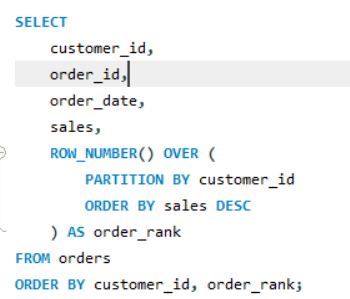 SELECT
    customer_id,
    order_id,
    order_date,
    sales,
    ROW_NUMBER() OVER (
        PARTITION BY customer_id
        ORDER BY sales DESC
    ) AS order_rank
FROM orders
ORDER BY customer_id, order_rank;